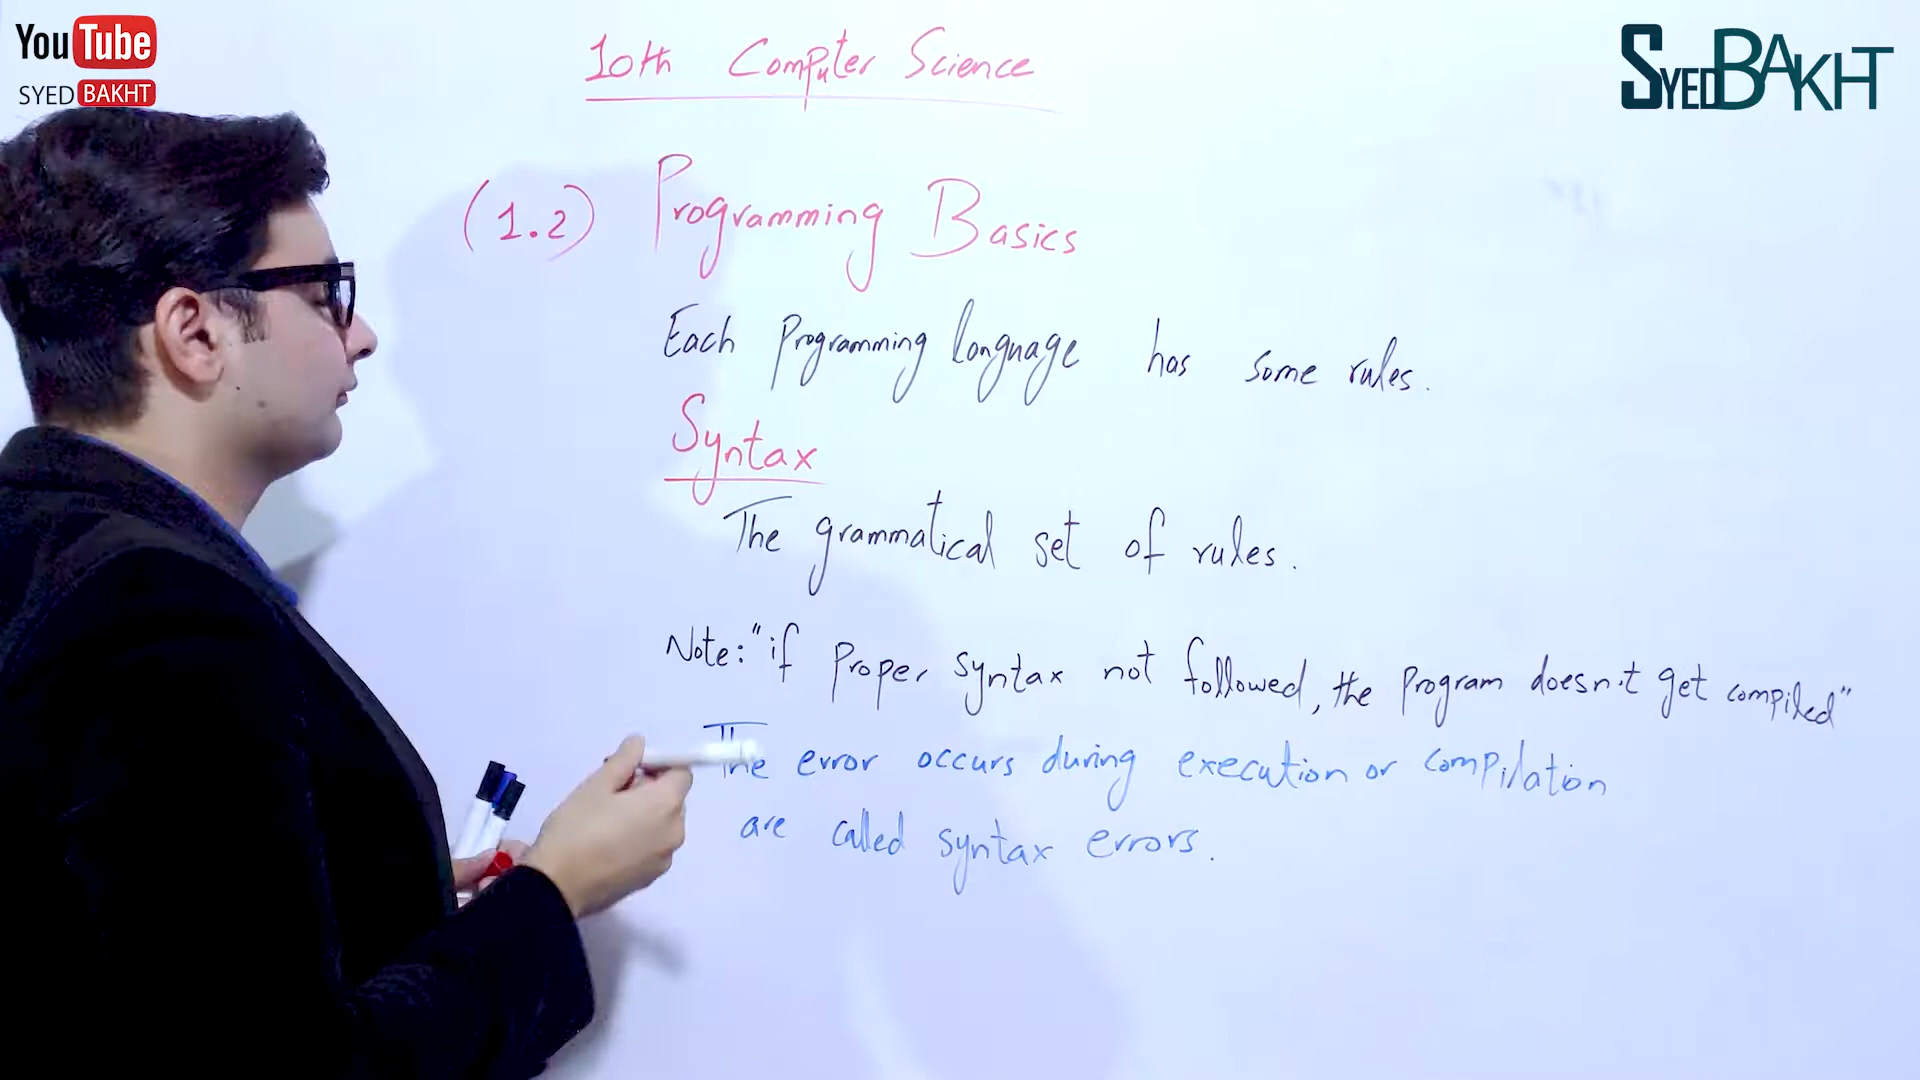 YouTube
SYED BAKHT
SYEDBAKHT
10th Computer Science
(1.2) Programming Basics
Each Programming language has some rules.
Syntax
The grammatical set of rules.
Note: "if Proper syntax not followed, the Program doesn't get compiled"
The error occurs during execution or compilation
are called syntax errors.